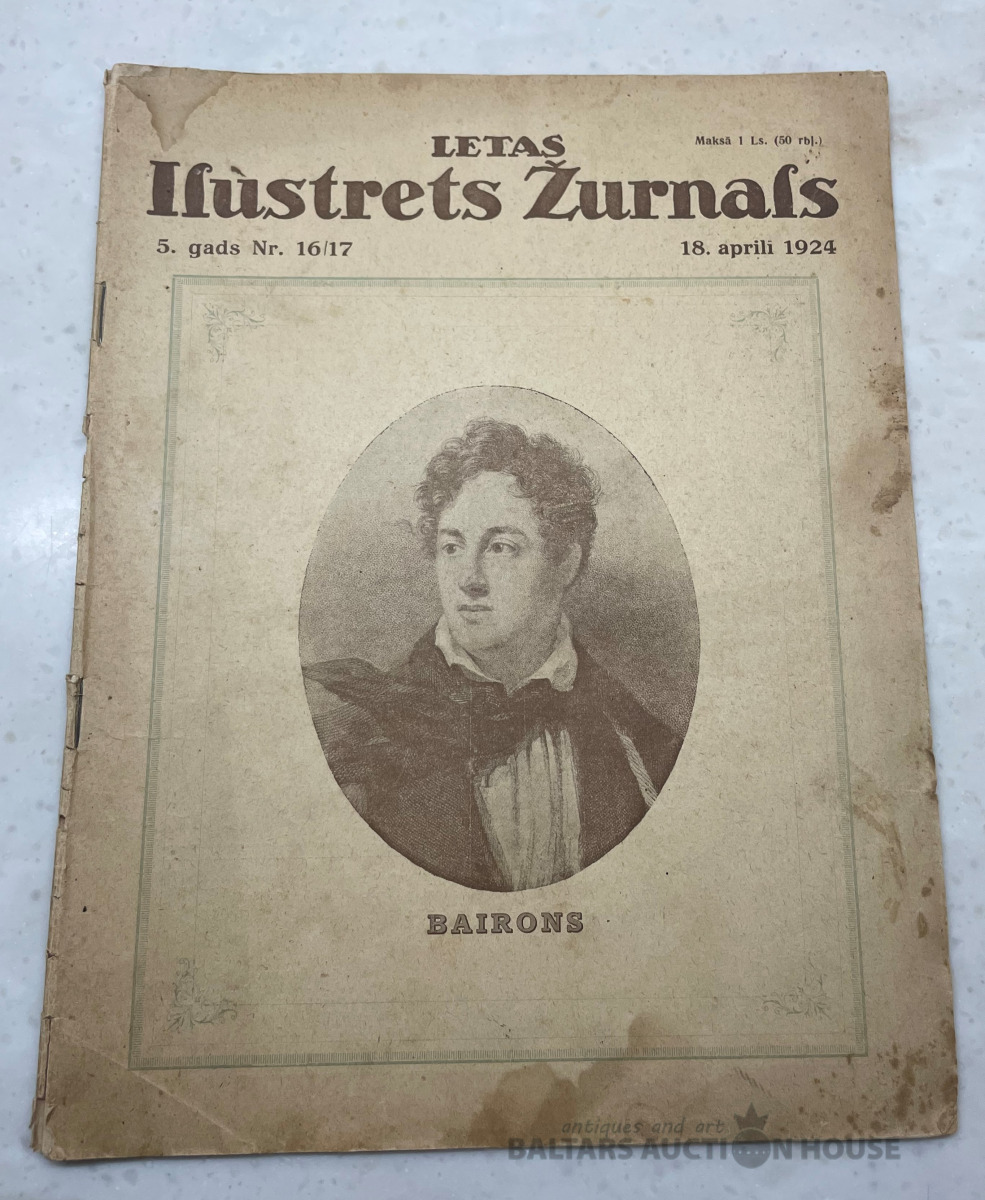 LETAS
Maksā 1 Ls. (50 rbļ.)
Ilustrets Žurnals
5. gads Nr. 16/17
18. aprilī 1924
BAIRONS
antiques and art
BALTARS AUCTION HOUSE